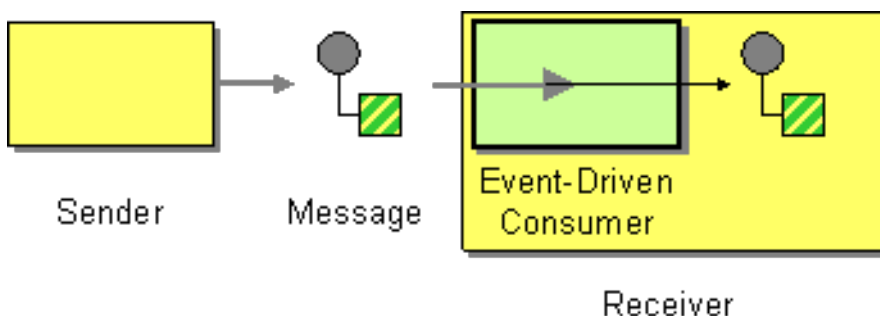 Sender
Message
Event-Driven
Consumer
Receiver